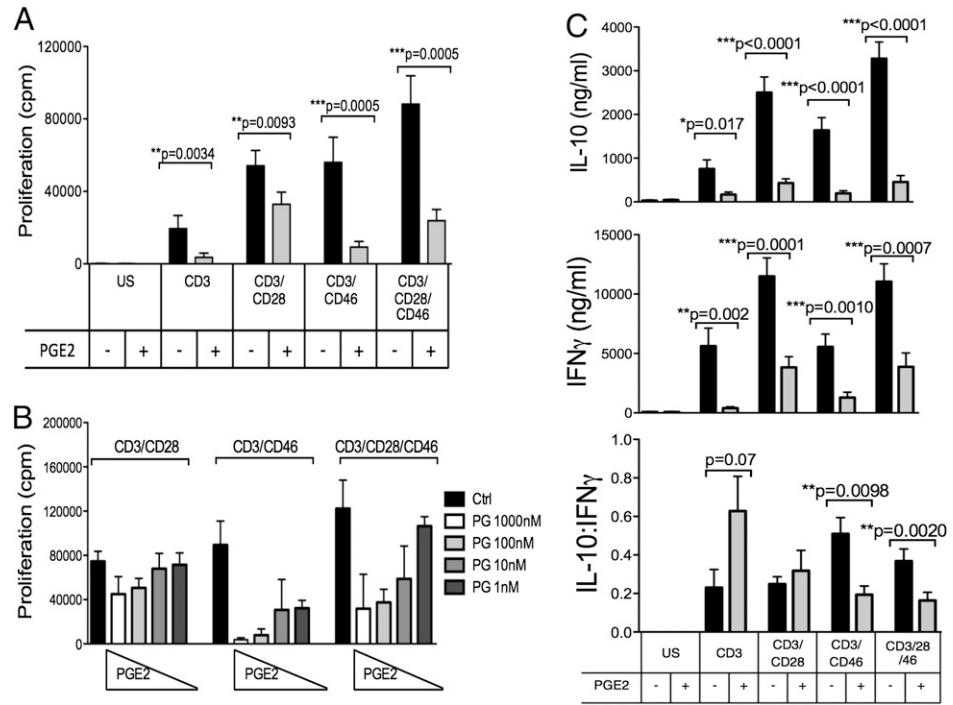 A
Proliferation (cpm)
120000
80000
40000
0
**p=0.0034
**p=0.0093
***p=0.0005
***p=0.0005
US
CD3
CD3/
CD28
CD3/
CD46
CD3/
CD28/
CD46
PGE2
- + - + - + - + - +
B
Proliferation (cpm)
200000
160000
120000
80000
40000
0
CD3/CD28
CD3/CD46
CD3/CD28/CD46
Ctrl
PG 1000nM
PG 100nM
PG 10nM
PG 1nM
PGE2
PGE2
PGE2
C
IL-10 (ng/ml)
4000
3000
2000
1000
0
*p=0.017
***p<0.0001
***p<0.0001
***p<0.0001
IFNγ (ng/ml)
15000
10000
5000
0
**p=0.002
***p=0.0001
***p=0.0010
***p=0.0007
IL-10:IFNγ
1.0
0.8
0.6
0.4
0.2
0.0
p=0.07
**p=0.0098
**p=0.0020
US
CD3
CD3/
CD28
CD3/
CD46
CD3/28
/46
PGE2
- + - + - + - + - +